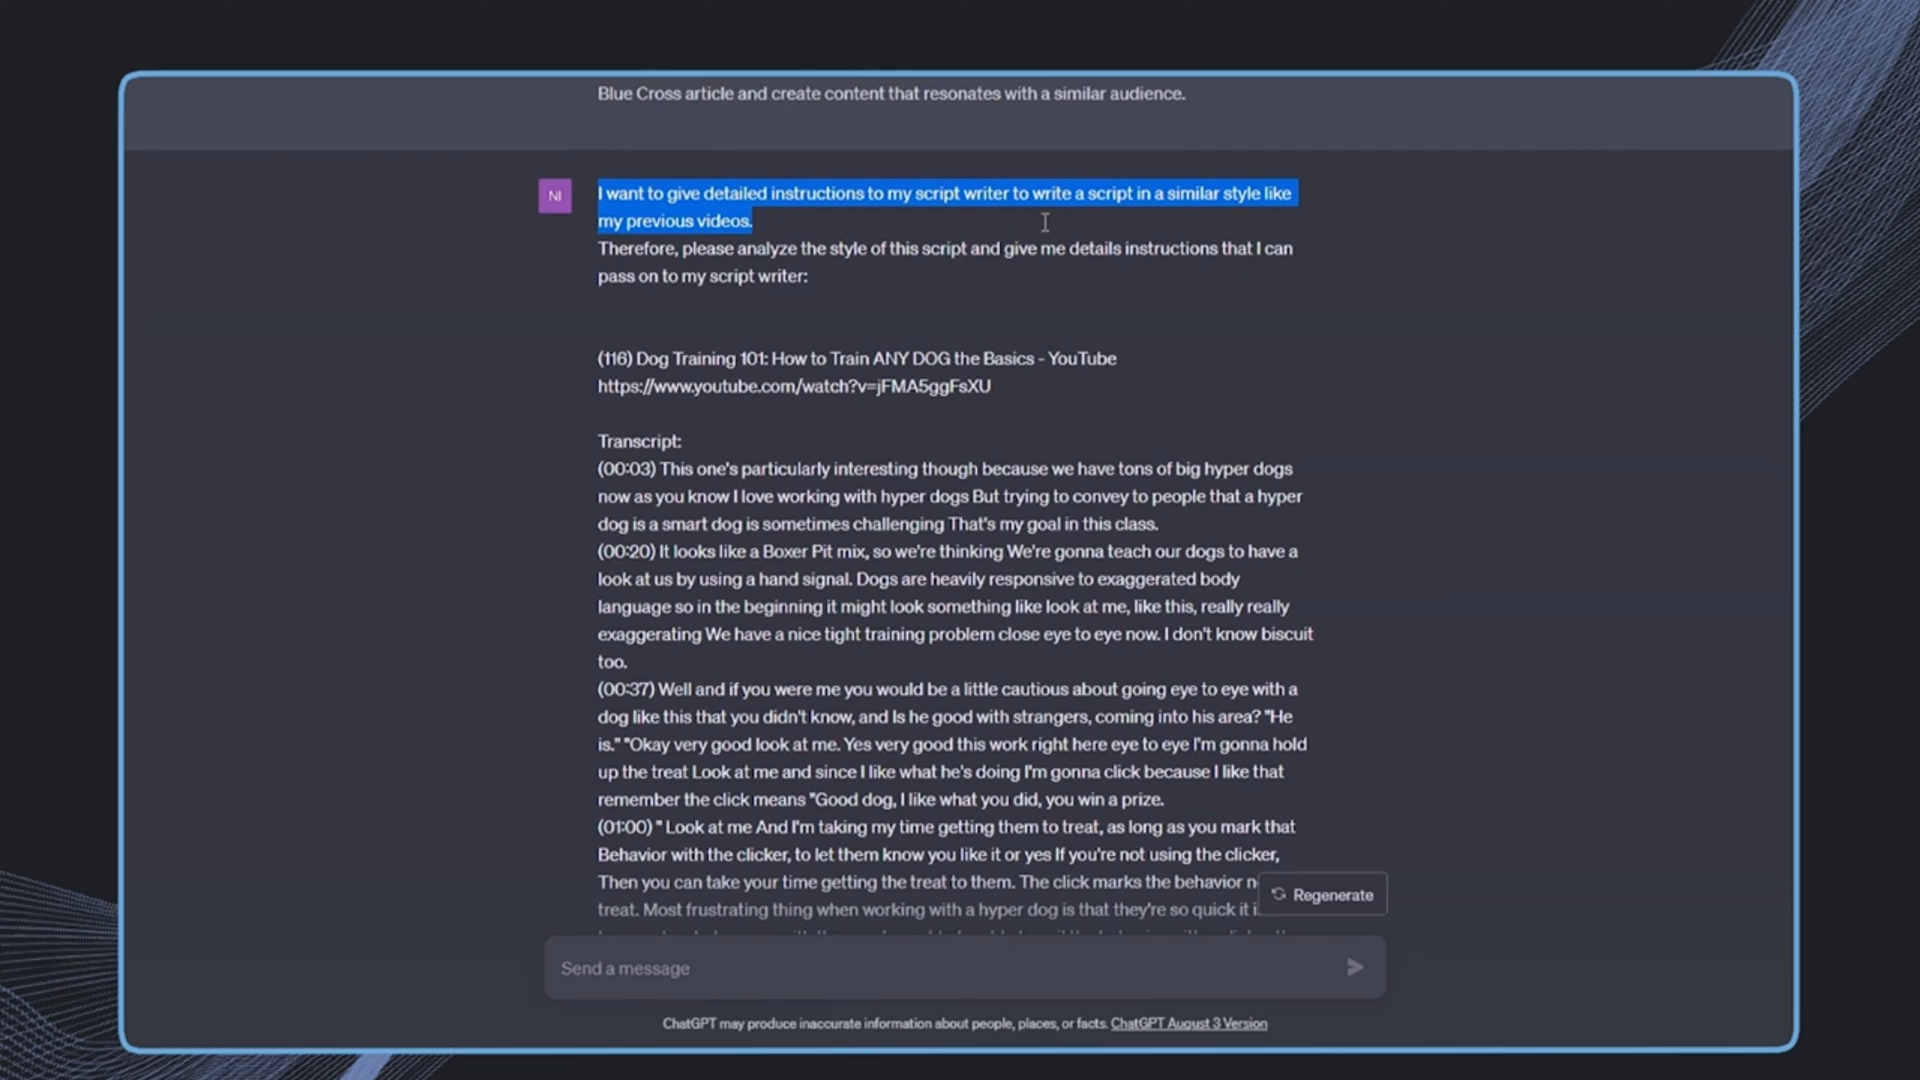 Blue Cross article and create content that resonates with a similar audience.
NI
I want to give detailed instructions to my script writer to write a script in a similar style like
my previous videos.
Therefore, please analyze the style of this script and give me details instructions that I can
pass on to my script writer:
(116) Dog Training 101: How to Train ANY DOG the Basics - YouTube
https://www.youtube.com/watch?v=jFMA5ggFsXU
Transcript:
(00:03) This one's particularly interesting though because we have tons of big hyper dogs
now as you know I love working with hyper dogs But trying to convey to people that a hyper
dog is a smart dog is sometimes challenging That's my goal in this class.
(00:20) It looks like a Boxer Pit mix, so we're thinking We're gonna teach our dogs to have a
look at us by using a hand signal. Dogs are heavily responsive to exaggerated body
language so in the beginning it might look something like look at me, like this, really really
exaggerating We have a nice tight training problem close eye to eye now. I don't know biscuit
too.
(00:37) Well and if you were me you would be a little cautious about going eye to eye with a
dog like this that you didn't know, and Is he good with strangers, coming into his area? "He
is." "Okay very good look at me. Yes very good this work right here eye to eye I'm gonna hold
up the treat Look at me and since I like what he's doing I'm gonna click because I like that
remember the click means "Good dog, I like what you did, you win a prize.
(01:00) " Look at me And I'm taking my time getting them to treat, as long as you mark that
Behavior with the clicker, to let them know you like it or yes If you're not using the clicker,
Then you can take your time getting the treat to them. The click marks the behavior
treat. Most frustrating thing when working with a hyper dog is that they're so quick it
Regenerate
Send a message
ChatGPT may produce inaccurate information about people, places, or facts. ChatGPT August 3 Version